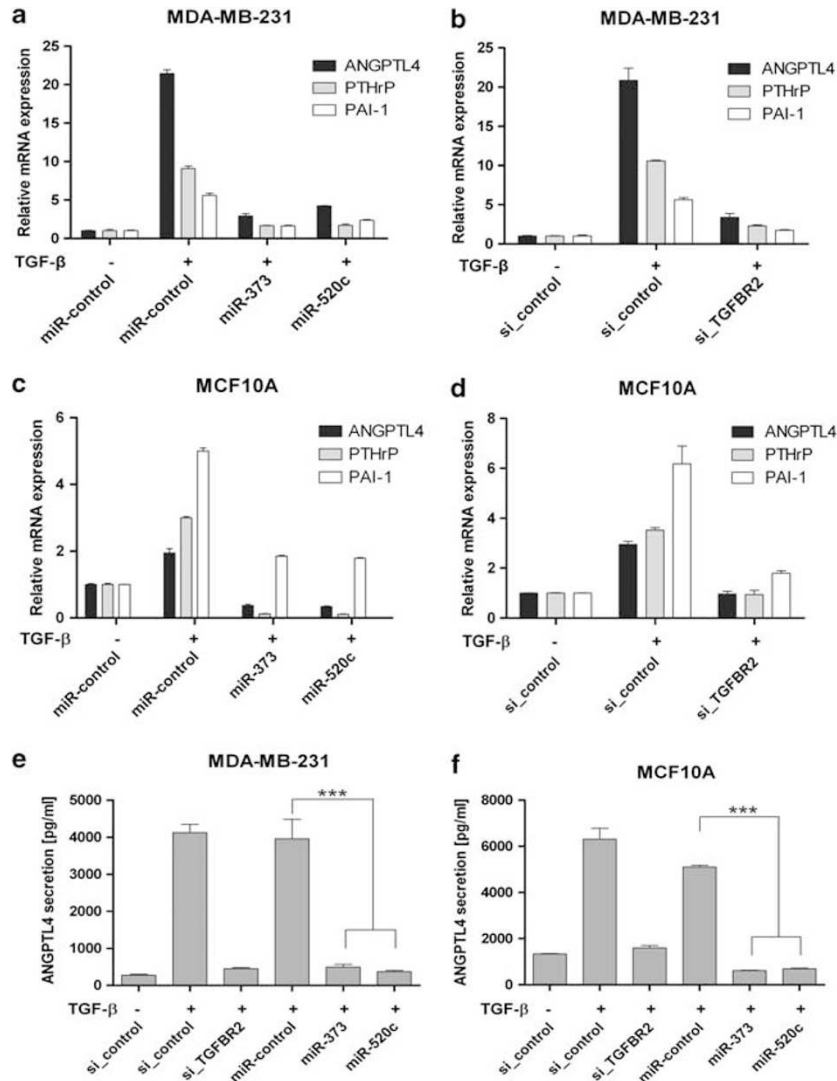 a
MDA-MB-231
Relative mRNA expression
25
20
15
10
5
0
ANGPTL4
PTHrP
PAI-1
TGF-β - + + +
miR-control miR-control miR-373 miR-520c
b
MDA-MB-231
Relative mRNA expression
25
20
15
10
5
0
ANGPTL4
PTHrP
PAI-1
TGF-β - + +
si_control si_control si_TGFBR2
c
MCF10A
Relative mRNA expression
6
4
2
0
ANGPTL4
PTHrP
PAI-1
TGF-β - + + +
miR-control miR-control miR-373 miR-520c
d
MCF10A
Relative mRNA expression
8
6
4
2
0
ANGPTL4
PTHrP
PAI-1
TGF-β - + +
si_control si_control si_TGFBR2
e
MDA-MB-231
ANGPTL4 secretion [pg/ml]
5000
4000
3000
2000
1000
0
***
TGF-β - + + + + +
si_control si_control si_TGFBR2 miR-control miR-373 miR-520c
f
MCF10A
ANGPTL4 secretion [pg/ml]
8000
6000
4000
2000
0
***
TGF-β - + + + + +
si_control si_control si_TGFBR2 miR-control miR-373 miR-520c